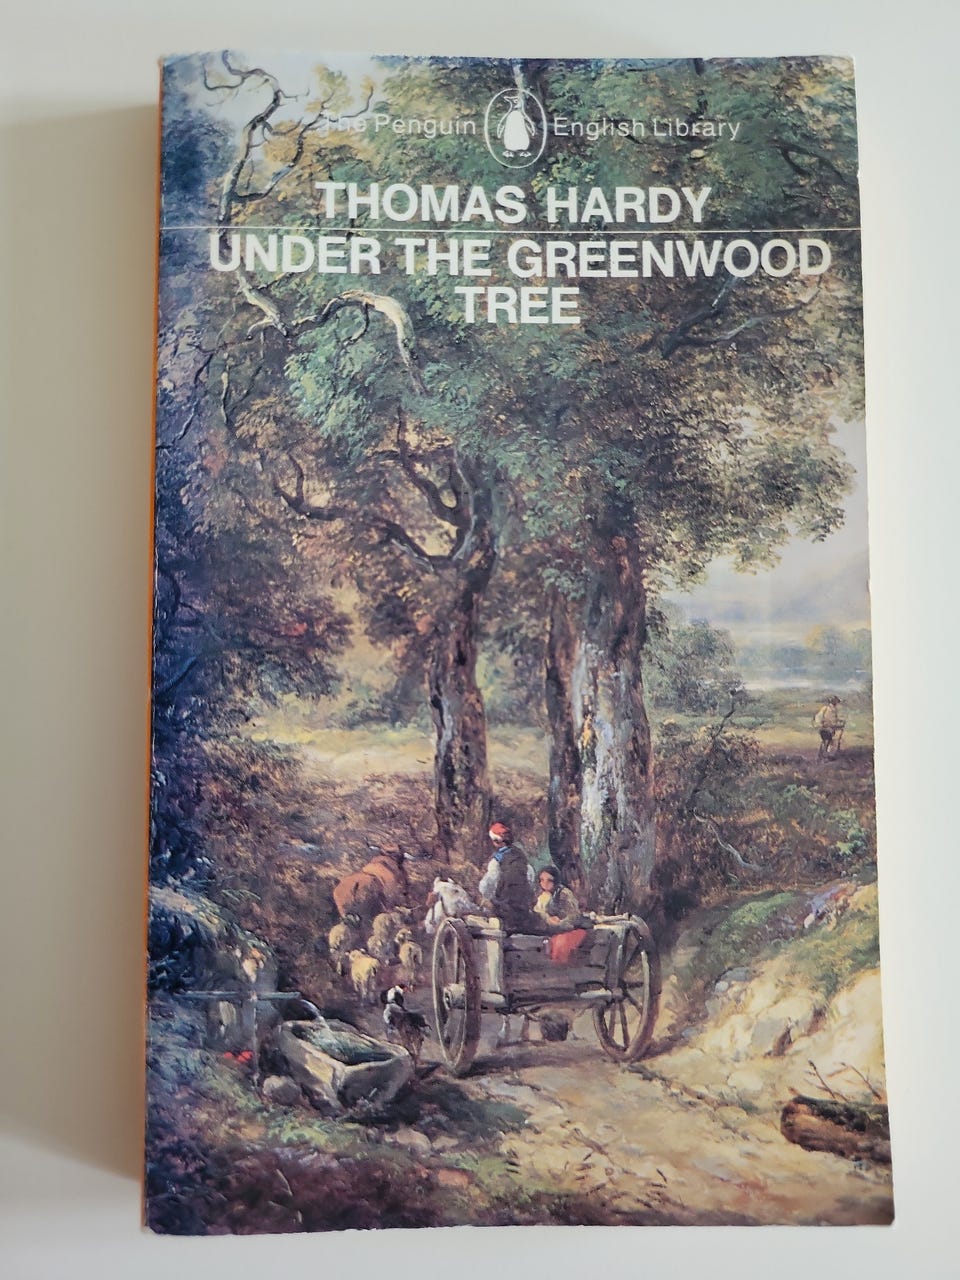 The Penguin English Library
THOMAS HARDY
UNDER THE GREENWOOD
TREE